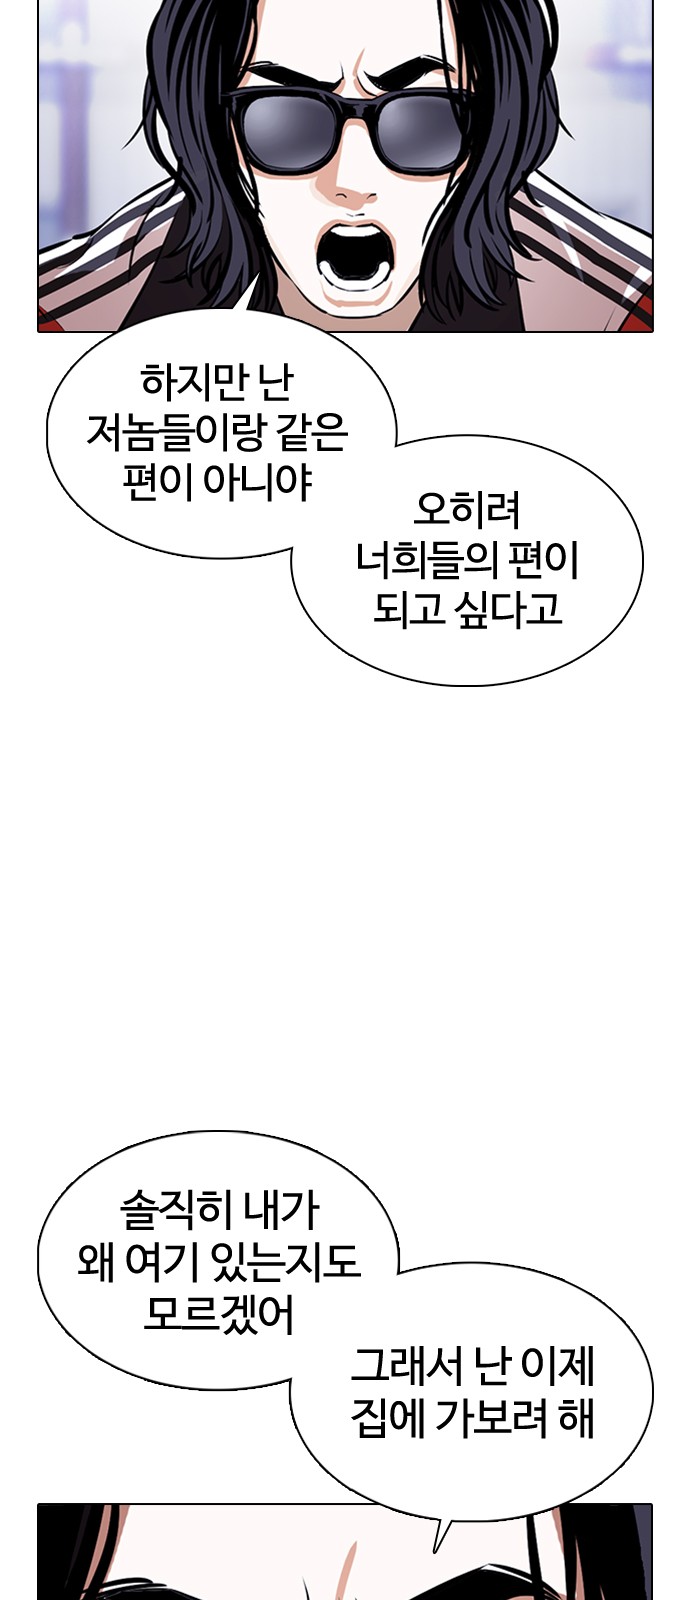 하지만 난
저놈들이랑 같은
편이 아니야
오히려
너희들의 편이
되고 싶다고
솔직히 내가
왜 여기 있는지도
모르겠어
그래서 난 이제
집에 가보려 해